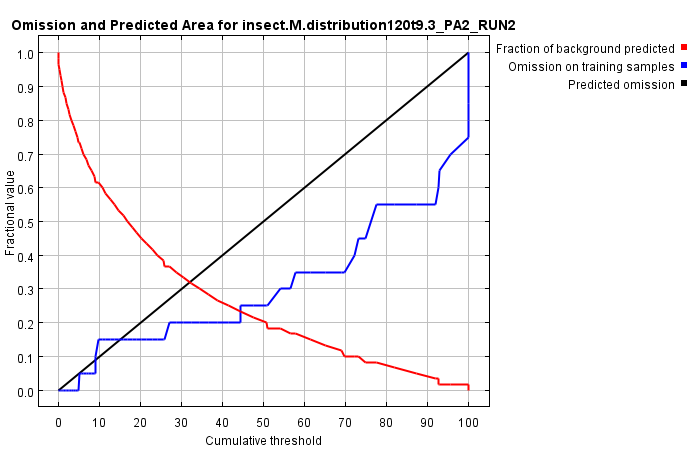 Omission and Predicted Area for insect.M.distribution120t9.3_PA2_RUN2
Fraction of background predicted
Omission on training samples
Predicted omission
1.0
0.9
0.8
0.7
0.6
0.5
0.4
0.3
0.2
0.1
0.0
Fractional value
0 10 20 30 40 50 60 70 80 90 100
Cumulative threshold